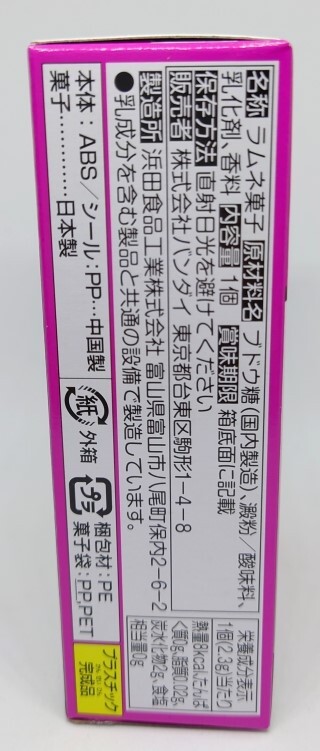 名称 ラムネ菓子 原材料名 ブドウ糖(国内製造)、澱粉/酸味料、
乳化剤、香料 内容量 1個 賞味期限 箱底面に記載
保存方法 直射日光を避けてください
販売者 株式会社バンダイ 東京都台東区駒形1-4-8
製造所 浜田食品工業株式会社 富山県富山市八尾町保内2-6-2
●乳成分を含む製品と共通の設備で製造しています。
栄養成分表示
1個(2.3g)当たり
熱量8kcal、たんぱ
く質0g、脂質0.02g、
炭水化物2g、食塩
相当量0g
本体:ABS/シール:PP…中国製
菓子…………日本製
紙 外箱
プラ 梱包材:PE
菓子袋:PP,PET
プラスチック
完成品